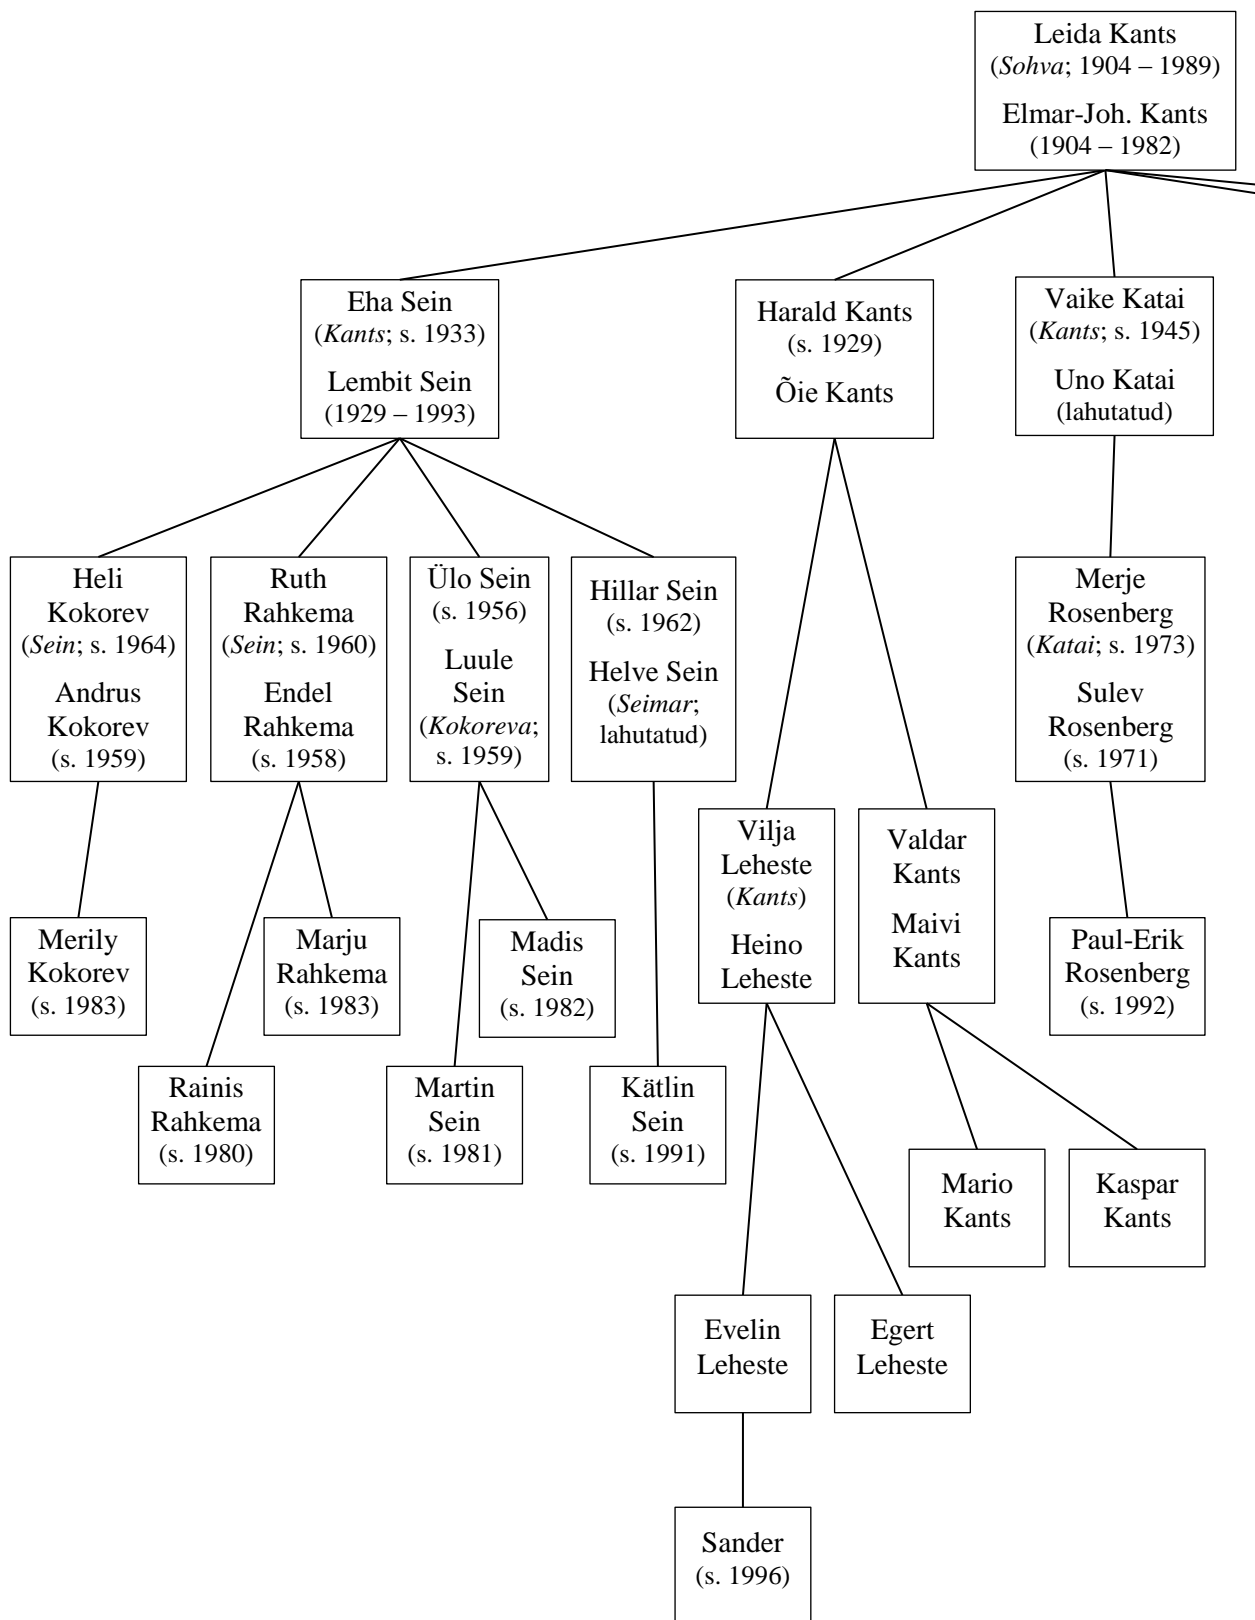 Leida Kants
(Sohva; 1904 – 1989)
Elmar-Joh. Kants
(1904 – 1982)
Eha Sein
(Kants; s. 1933)
Lembit Sein
(1929 – 1993)
Harald Kants
(s. 1929)
Õie Kants
Vaike Katai
(Kants; s. 1945)
Uno Katai
(lahutatud)
Heli
Kokorev
(Sein; s. 1964)
Andrus
Kokorev
(s. 1959)
Ruth
Rahkema
(Sein; s. 1960)
Endel
Rahkema
(s. 1958)
Ülo Sein
(s. 1956)
Luule
Sein
(Kokoreva;
s. 1959)
Hillar Sein
(s. 1962)
Helve Sein
(Seimar;
lahutatud)
Merje
Rosenberg
(Katai; s. 1973)
Sulev
Rosenberg
(s. 1971)
Vilja
Leheste
(Kants)
Heino
Leheste
Valdar
Kants
Maivi
Kants
Merily
Kokorev
(s. 1983)
Marju
Rahkema
(s. 1983)
Madis
Sein
(s. 1982)
Paul-Erik
Rosenberg
(s. 1992)
Rainis
Rahkema
(s. 1980)
Martin
Sein
(s. 1981)
Kätlin
Sein
(s. 1991)
Mario
Kants
Kaspar
Kants
Evelin
Leheste
Egert
Leheste
Sander
(s. 1996)